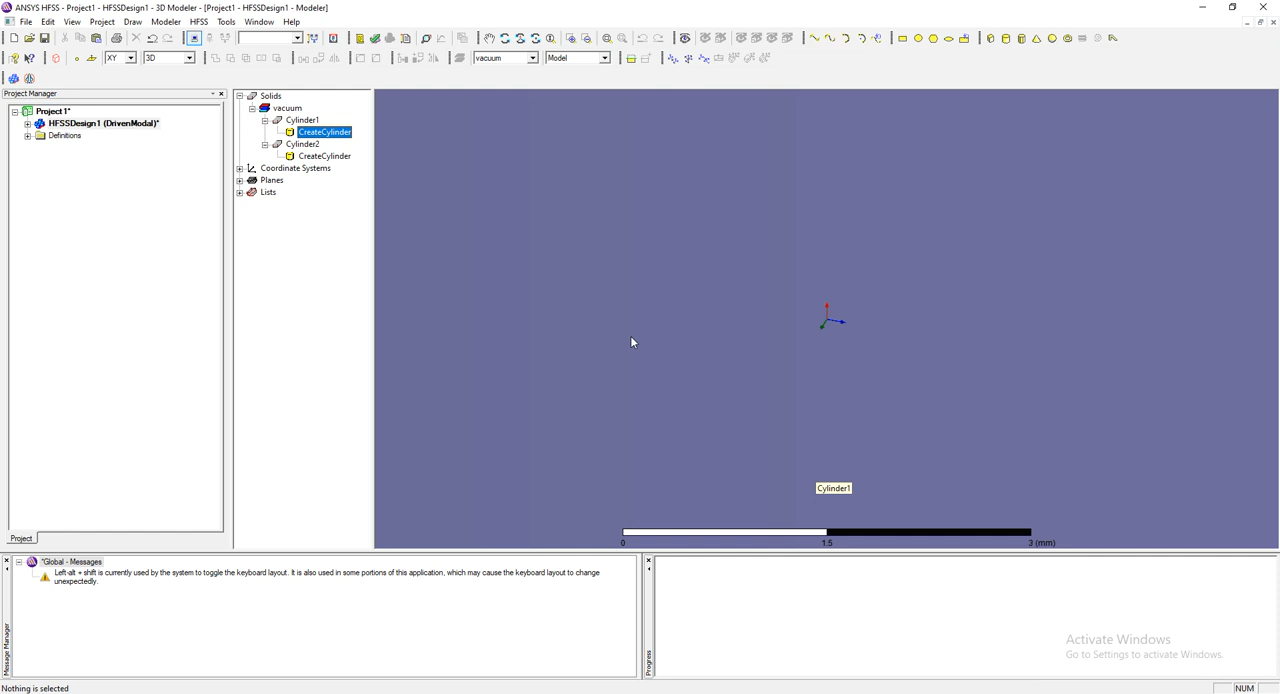 ANSYS HFSS - Project1 - HFSSDesign1 - 3D Modeler - [Project1 - HFSSDesign1 - Modeler]
File Edit View Project Draw Modeler HFSS Tools Window Help
XY 3D vacuum Model
Project Manager
Project1*
HFSSDesign1 (DrivenModal)*
Definitions
Project
Solids
vacuum
Cylinder1
CreateCylinder
Cylinder2
CreateCylinder
Coordinate Systems
Planes
Lists
Cylinder1
0 1.5 3 (mm)
Message Manager
*Global - Messages
Left-alt + shift is currently used by the system to toggle the keyboard layout. It is also used in some portions of this application, which may cause the keyboard layout to change
unexpectedly.
Progress
Activate Windows
Go to Settings to activate Windows.
Nothing is selected
NUM